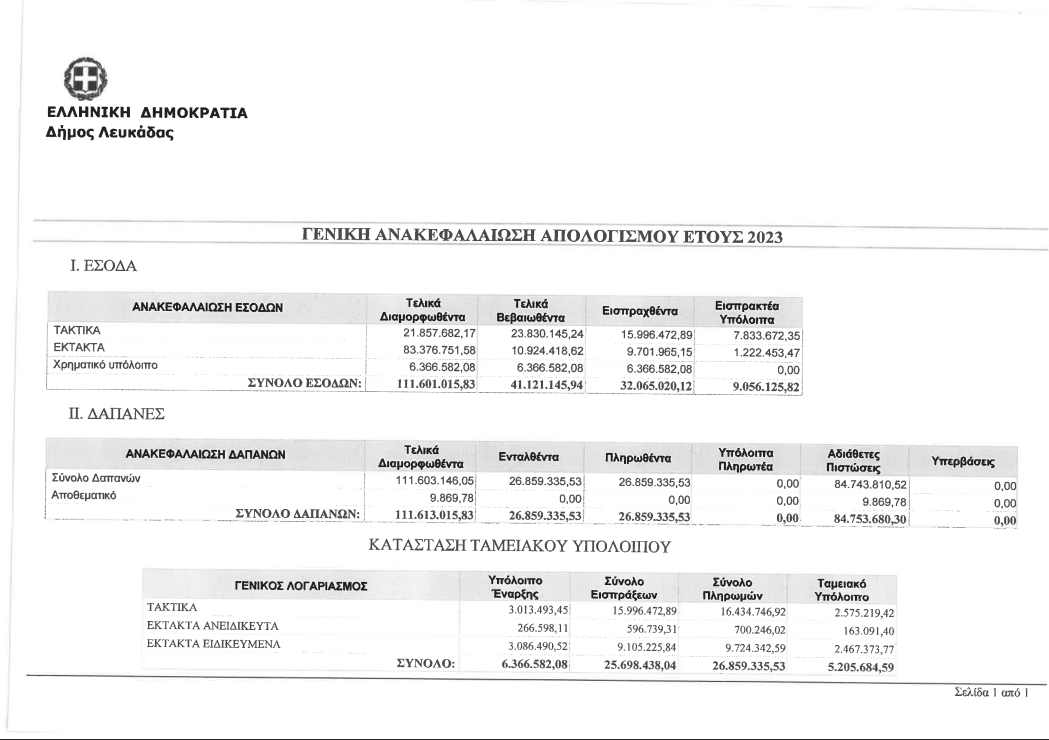 ΕΛΛΗΝΙΚΗ ΔΗΜΟΚΡΑΤΙΑ
Δήμος Λευκάδας
ΓΕΝΙΚΗ ΑΝΑΚΕΦΑΛΑΙΩΣΗ ΑΠΟΛΟΓΙΣΜΟΥ ΕΤΟΥΣ 2023
Ι. ΕΣΟΔΑ
ΑΝΑΚΕΦΑΛΑΙΩΣΗ ΕΣΟΔΩΝ Τελικά Διαμορφωθέντα Τελικά Βεβαιωθέντα Εισπραχθέντα Εισπρακτέα Υπόλοιπα
ΤΑΚΤΙΚΑ 21.857.682,17 23.830.145,24 15.996.472,89 7.833.672,35
ΕΚΤΑΚΤΑ 83.376.751,58 10.924.418,62 9.701.965,15 1.222.453,47
Χρηματικό υπόλοιπο 6.366.582,08 6.366.582,08 6.366.582,08 0,00
ΣΥΝΟΛΟ ΕΣΟΔΩΝ: 111.601.015,83 41.121.145,94 32.065.020,12 9.056.125,82
ΙΙ. ΔΑΠΑΝΕΣ
ΑΝΑΚΕΦΑΛΑΙΩΣΗ ΔΑΠΑΝΩΝ Τελικά Διαμορφωθέντα Ενταλθέντα Πληρωθέντα Υπόλοιπα Πληρωτέα Αδιάθετες Πιστώσεις Υπερβάσεις
Σύνολο Δαπανών 111.603.146,05 26.859.335,53 26.859.335,53 0,00 84.743.810,52 0,00
Αποθεματικό 9.869,78 0,00 0,00 0,00 9.869,78 0,00
ΣΥΝΟΛΟ ΔΑΠΑΝΩΝ: 111.613.015,83 26.859.335,53 26.859.335,53 0,00 84.753.680,30 0,00
ΚΑΤΑΣΤΑΣΗ ΤΑΜΕΙΑΚΟΥ ΥΠΟΛΟΙΠΟΥ
ΓΕΝΙΚΟΣ ΛΟΓΑΡΙΑΣΜΟΣ Υπόλοιπο Έναρξης Σύνολο Εισπράξεων Σύνολο Πληρωμών Ταμειακό Υπόλοιπο
ΤΑΚΤΙΚΑ 3.013.493,45 15.996.472,89 16.434.746,92 2.575.219,42
ΕΚΤΑΚΤΑ ΑΝΕΙΔΙΚΕΥΤΑ 266.598,11 596.739,31 700.246,02 163.091,40
ΕΚΤΑΚΤΑ ΕΙΔΙΚΕΥΜΕΝΑ 3.086.490,52 9.105.225,84 9.724.342,59 2.467.373,77
ΣΥΝΟΛΟ: 6.366.582,08 25.698.438,04 26.859.335,53 5.205.684,59
Σελίδα 1 από 1